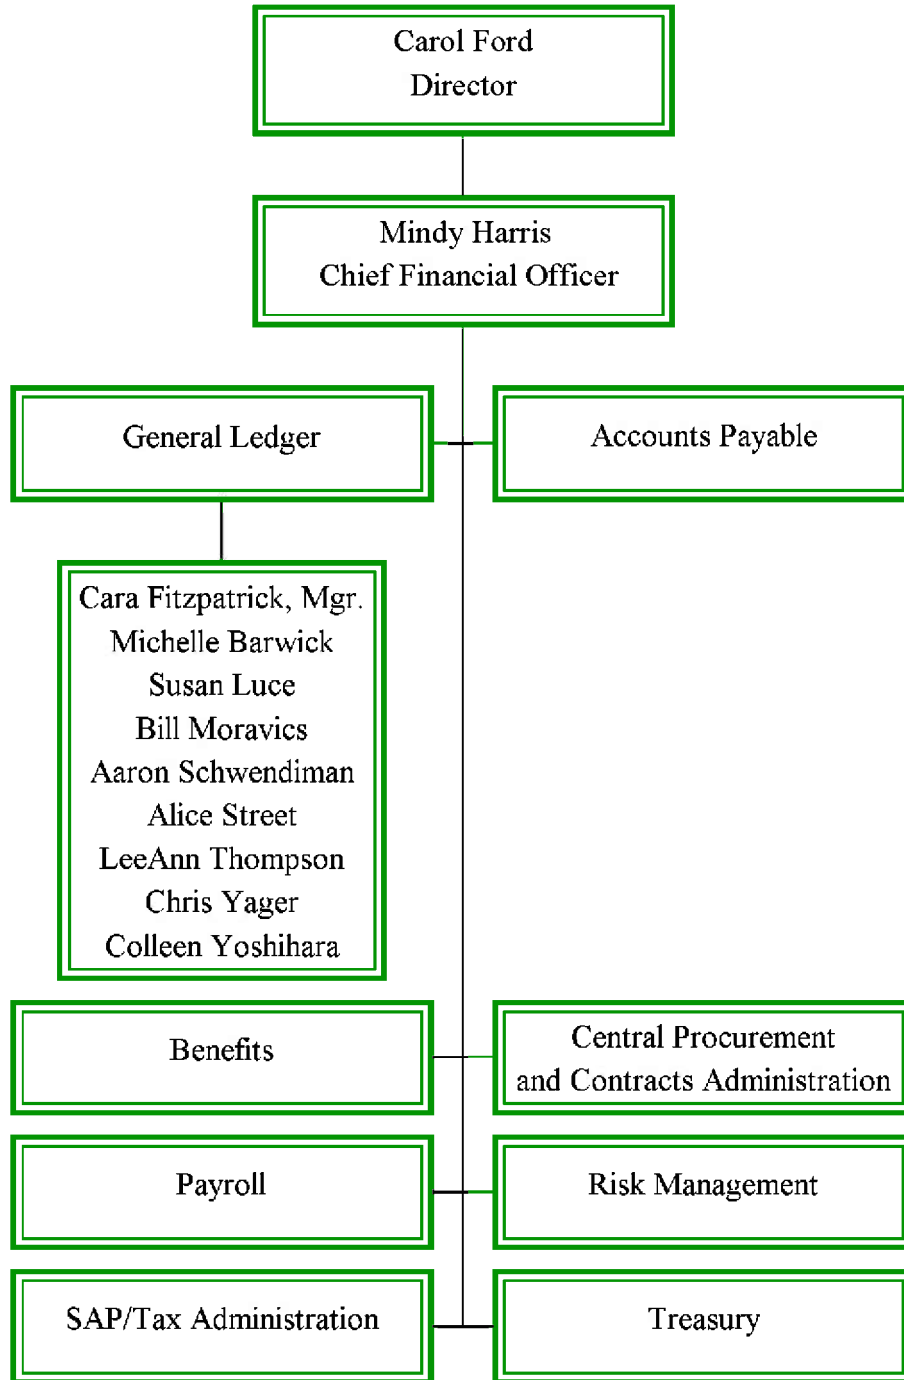 Carol Ford
Director
Mindy Harris
Chief Financial Officer
General Ledger
Accounts Payable
Cara Fitzpatrick, Mgr.
Michelle Barwick
Susan Luce
Bill Moravics
Aaron Schwendiman
Alice Street
LeeAnn Thompson
Chris Yager
Colleen Yoshihara
Benefits
Central Procurement
and Contracts Administration
Payroll
Risk Management
SAP/Tax Administration
Treasury